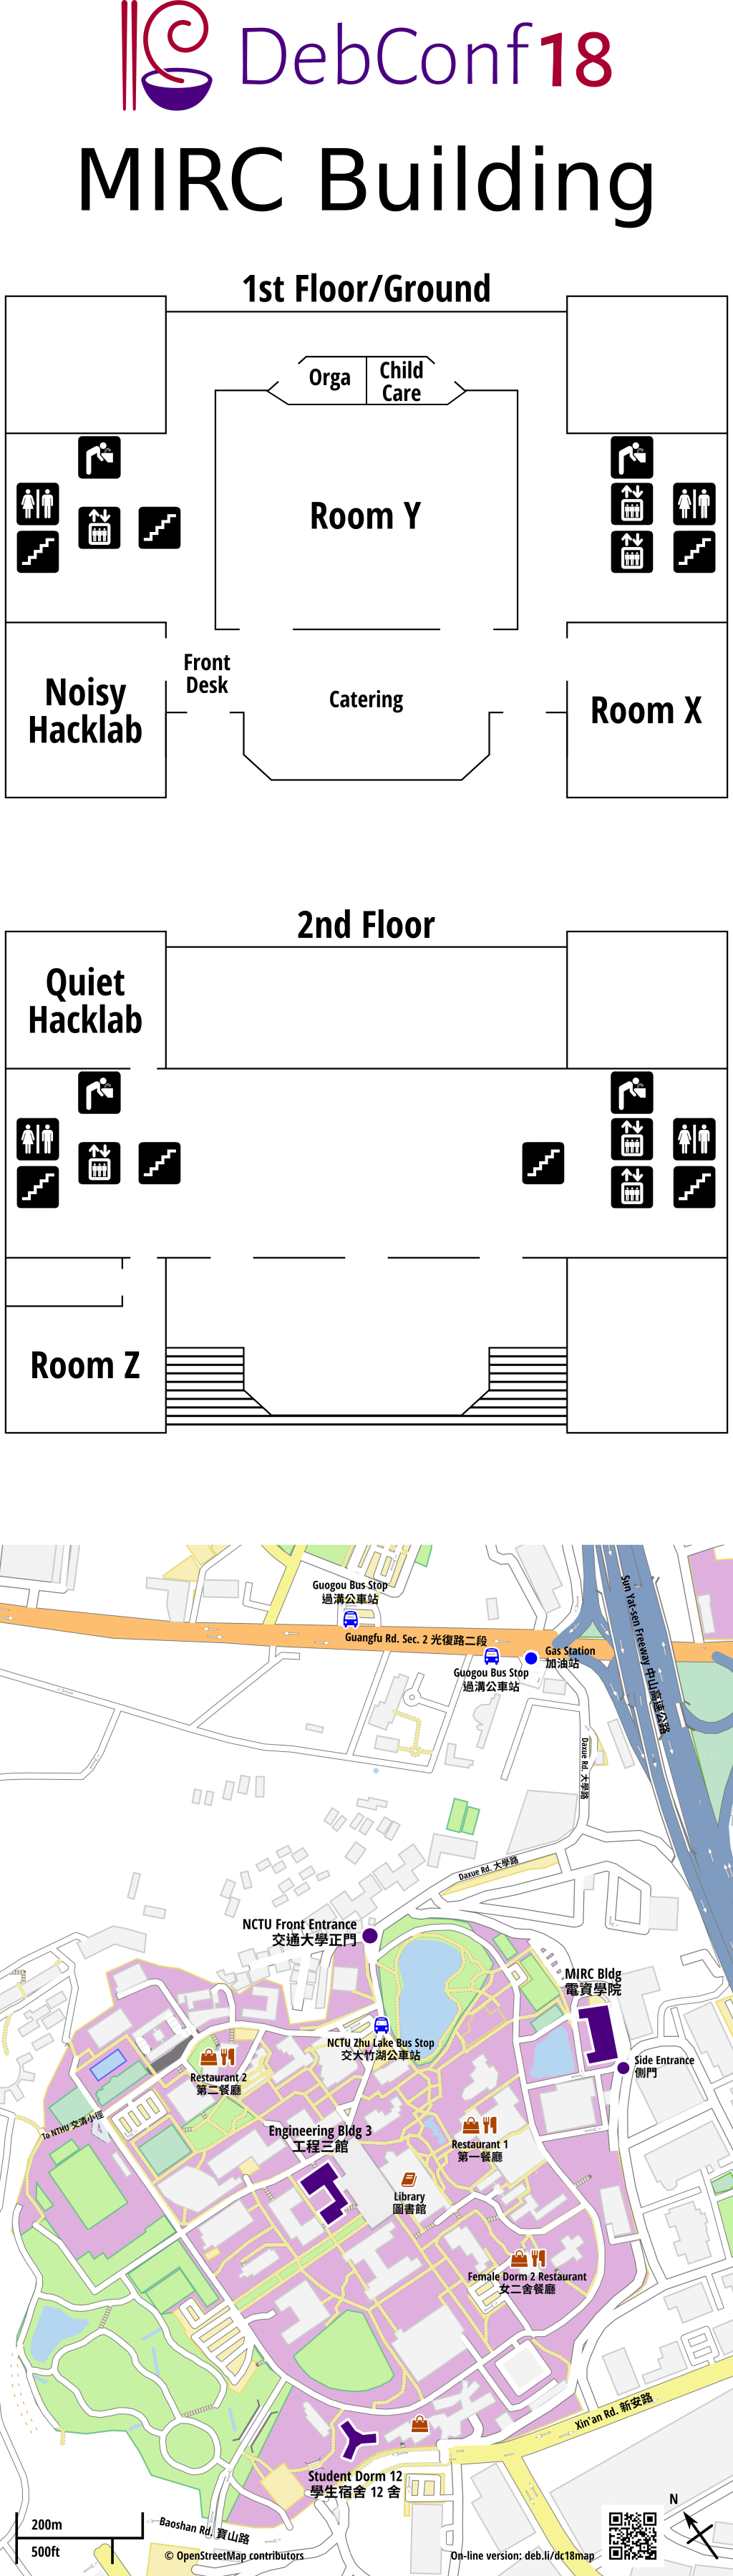 DebConf 18
MIRC Building
1st Floor/Ground
Orga
Child
Care
Room Y
Front
Desk
Noisy
Hacklab
Catering
Room X
2nd Floor
Quiet
Hacklab
Room Z
Guogou Bus Stop
過溝公車站
Guangfu Rd. Sec. 2 光復路二段
Sun Yat-sen Freeway 中山高速公路
Gas Station
加油站
Guogou Bus Stop
過溝公車站
Daxue Rd. 大學路
Daxue Rd. 大學路
NCTU Front Entrance
交通大學正門
MIRC Bldg
電資學院
NCTU Zhu Lake Bus Stop
交大竹湖公車站
Side Entrance
側門
Restaurant 2
第二餐廳
To NTHU 交清小徑
Engineering Bldg 3
工程三館
Restaurant 1
第一餐廳
Library
圖書館
Female Dorm 2 Restaurant
女二舍餐廳
Xin'an Rd. 新安路
Student Dorm 12
學生宿舍 12 舍
Baoshan Rd. 寶山路
N
200m
500ft
© OpenStreetMap contributors
On-line version: deb.li/dc18map